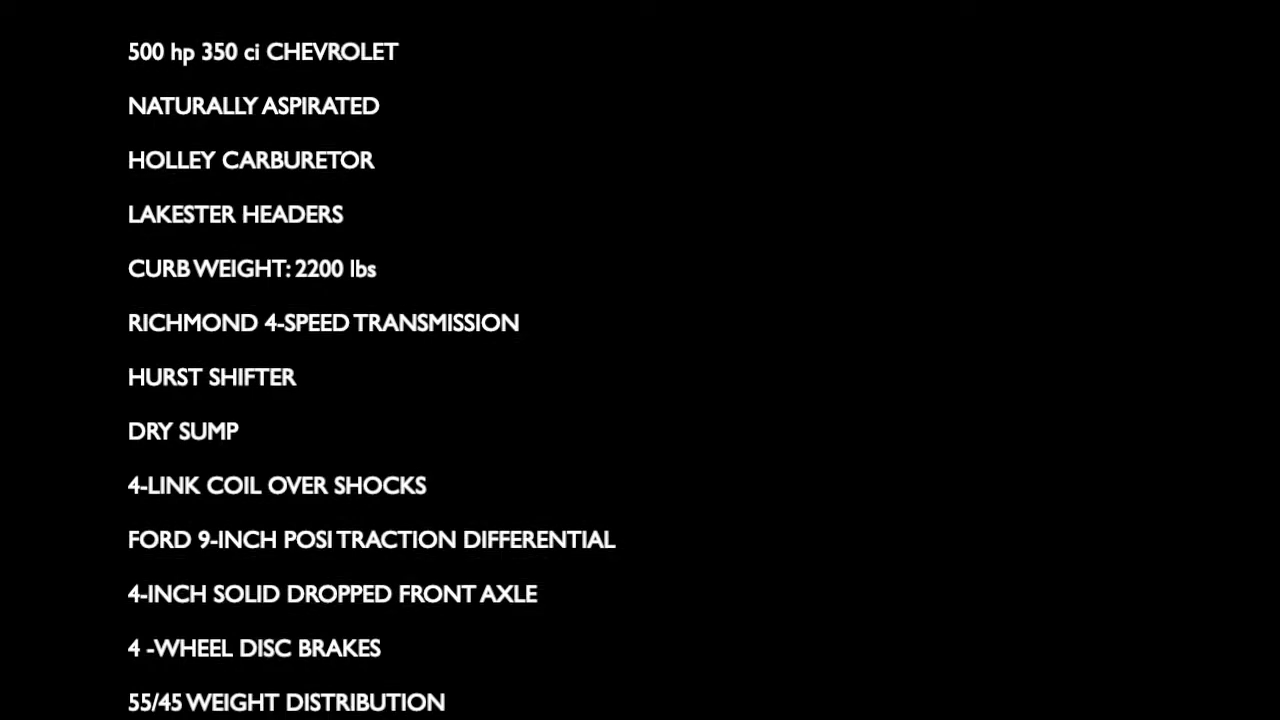 500 hp 350 ci CHEVROLET
NATURALLY ASPIRATED
HOLLEY CARBURETOR
LAKESTER HEADERS
CURB WEIGHT: 2200 lbs
RICHMOND 4-SPEED TRANSMISSION
HURST SHIFTER
DRY SUMP
4-LINK COIL OVER SHOCKS
FORD 9-INCH POSI TRACTION DIFFERENTIAL
4-INCH SOLID DROPPED FRONT AXLE
4 -WHEEL DISC BRAKES
55/45 WEIGHT DISTRIBUTION